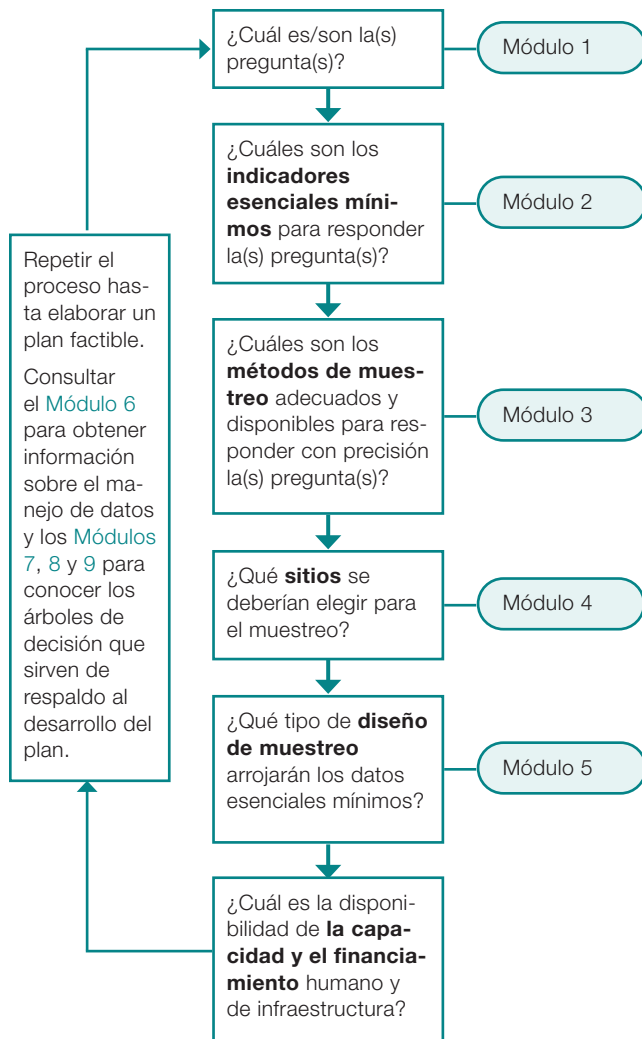 ¿Cuál es/son la(s)
pregunta(s)?
Módulo 1
¿Cuáles son los
indicadores
esenciales míni-
mos para responder
la(s) pregunta(s)?
Módulo 2
¿Cuáles son los
métodos de mues-
treo adecuados y
disponibles para res-
ponder con precisión
la(s) pregunta(s)?
Módulo 3
¿Qué sitios se
deberían elegir para
el muestreo?
Módulo 4
¿Qué tipo de diseño
de muestreo
arrojarán los datos
esenciales mínimos?
Módulo 5
¿Cuál es la disponi-
bilidad de la capa-
cidad y el financia-
miento humano y
de infraestructura?
Repetir el
proceso has-
ta elaborar un
plan factible.
Consultar
el Módulo 6
para obtener
información
sobre el ma-
nejo de datos
y los Módulos
7, 8 y 9 para
conocer los
árboles de
decisión que
sirven de
respaldo al
desarrollo del
plan.